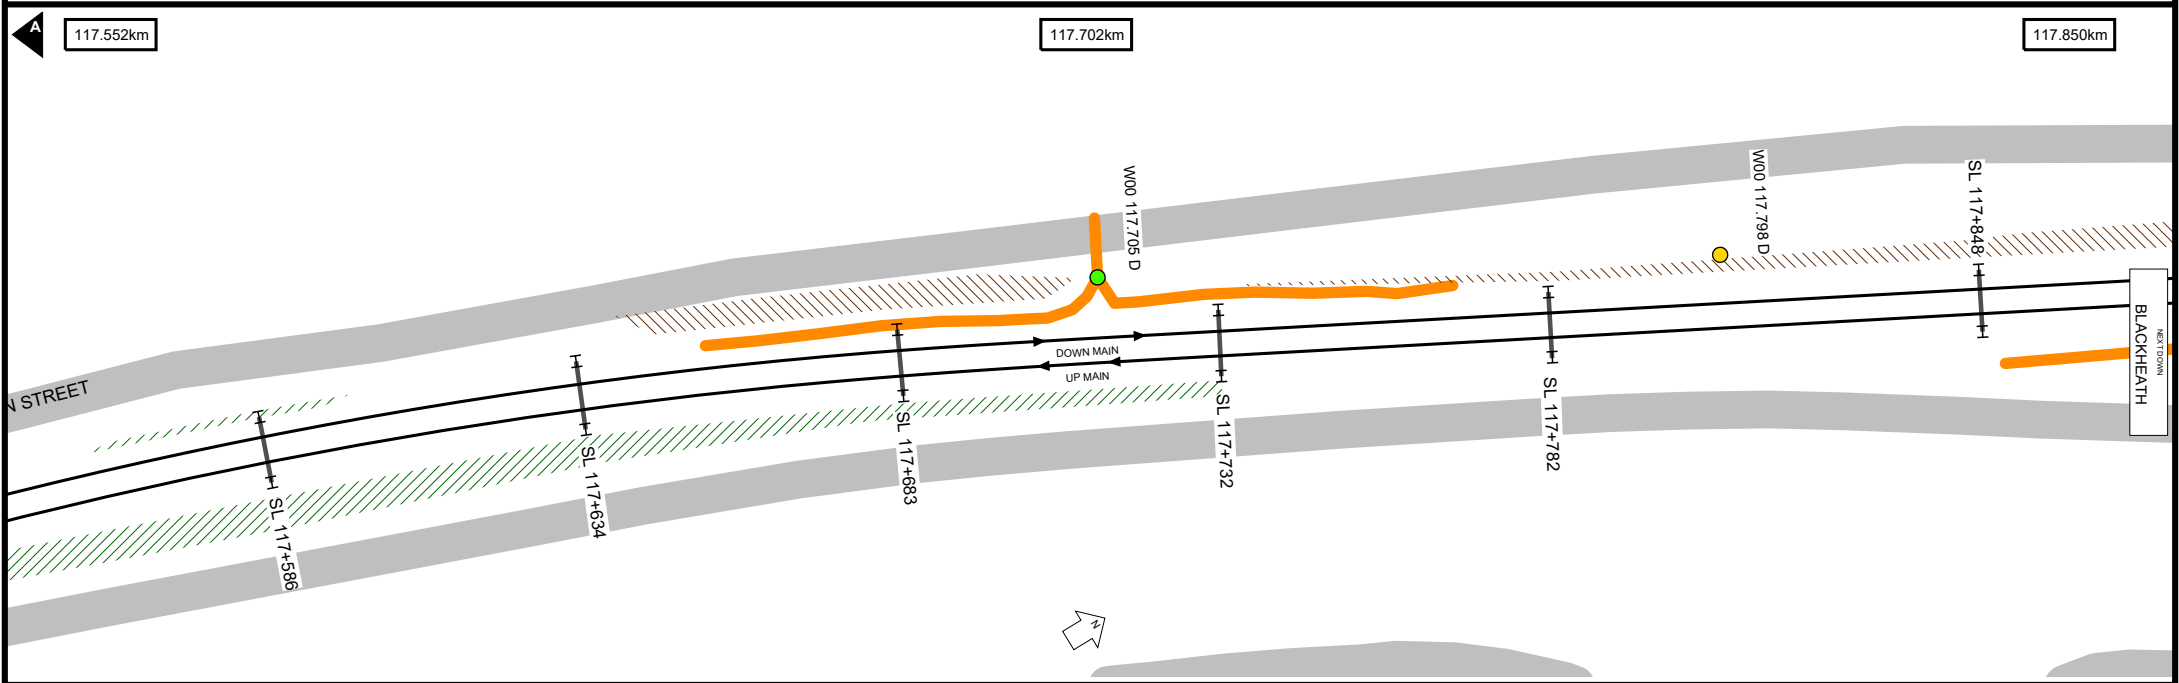 A
117.552km
117.702km
117.850km
W00 117.705 D
W00 117.798 D
SL 117+848
N STREET
DOWN MAIN
UP MAIN
SL 117+586
SL 117+634
SL 117+683
SL 117+732
SL 117+782
NEXT DOWN
BLACKHEATH
N